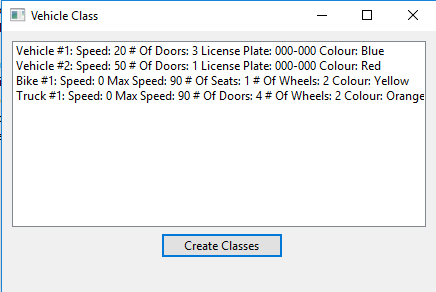 Vehicle Class
Vehicle #1: Speed: 20 # Of Doors: 3 License Plate: 000-000 Colour: Blue
Vehicle #2: Speed: 50 # Of Doors: 1 License Plate: 000-000 Colour: Red
Bike #1: Speed: 0 Max Speed: 90 # Of Seats: 1 # Of Wheels: 2 Colour: Yellow
Truck #1: Speed: 0 Max Speed: 90 # Of Doors: 4 # Of Wheels: 2 Colour: Orange
Create Classes